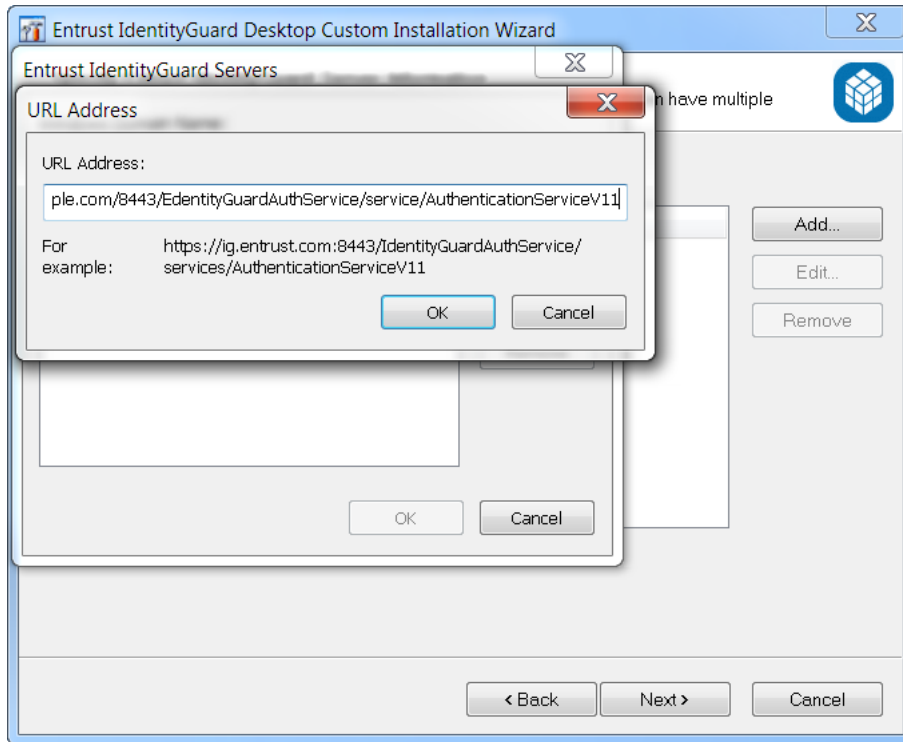 Entrust IdentityGuard Desktop Custom Installation Wizard
Entrust IdentityGuard Servers
URL Address
have multiple
URL Address:
ple.com/8443/EdentityGuardAuthService/service/AuthenticationServiceV11
For example:
https://ig.entrust.com:8443/IdentityGuardAuthService/
services/AuthenticationServiceV11
OK
Cancel
Add...
Edit...
Remove
OK
Cancel
< Back
Next >
Cancel